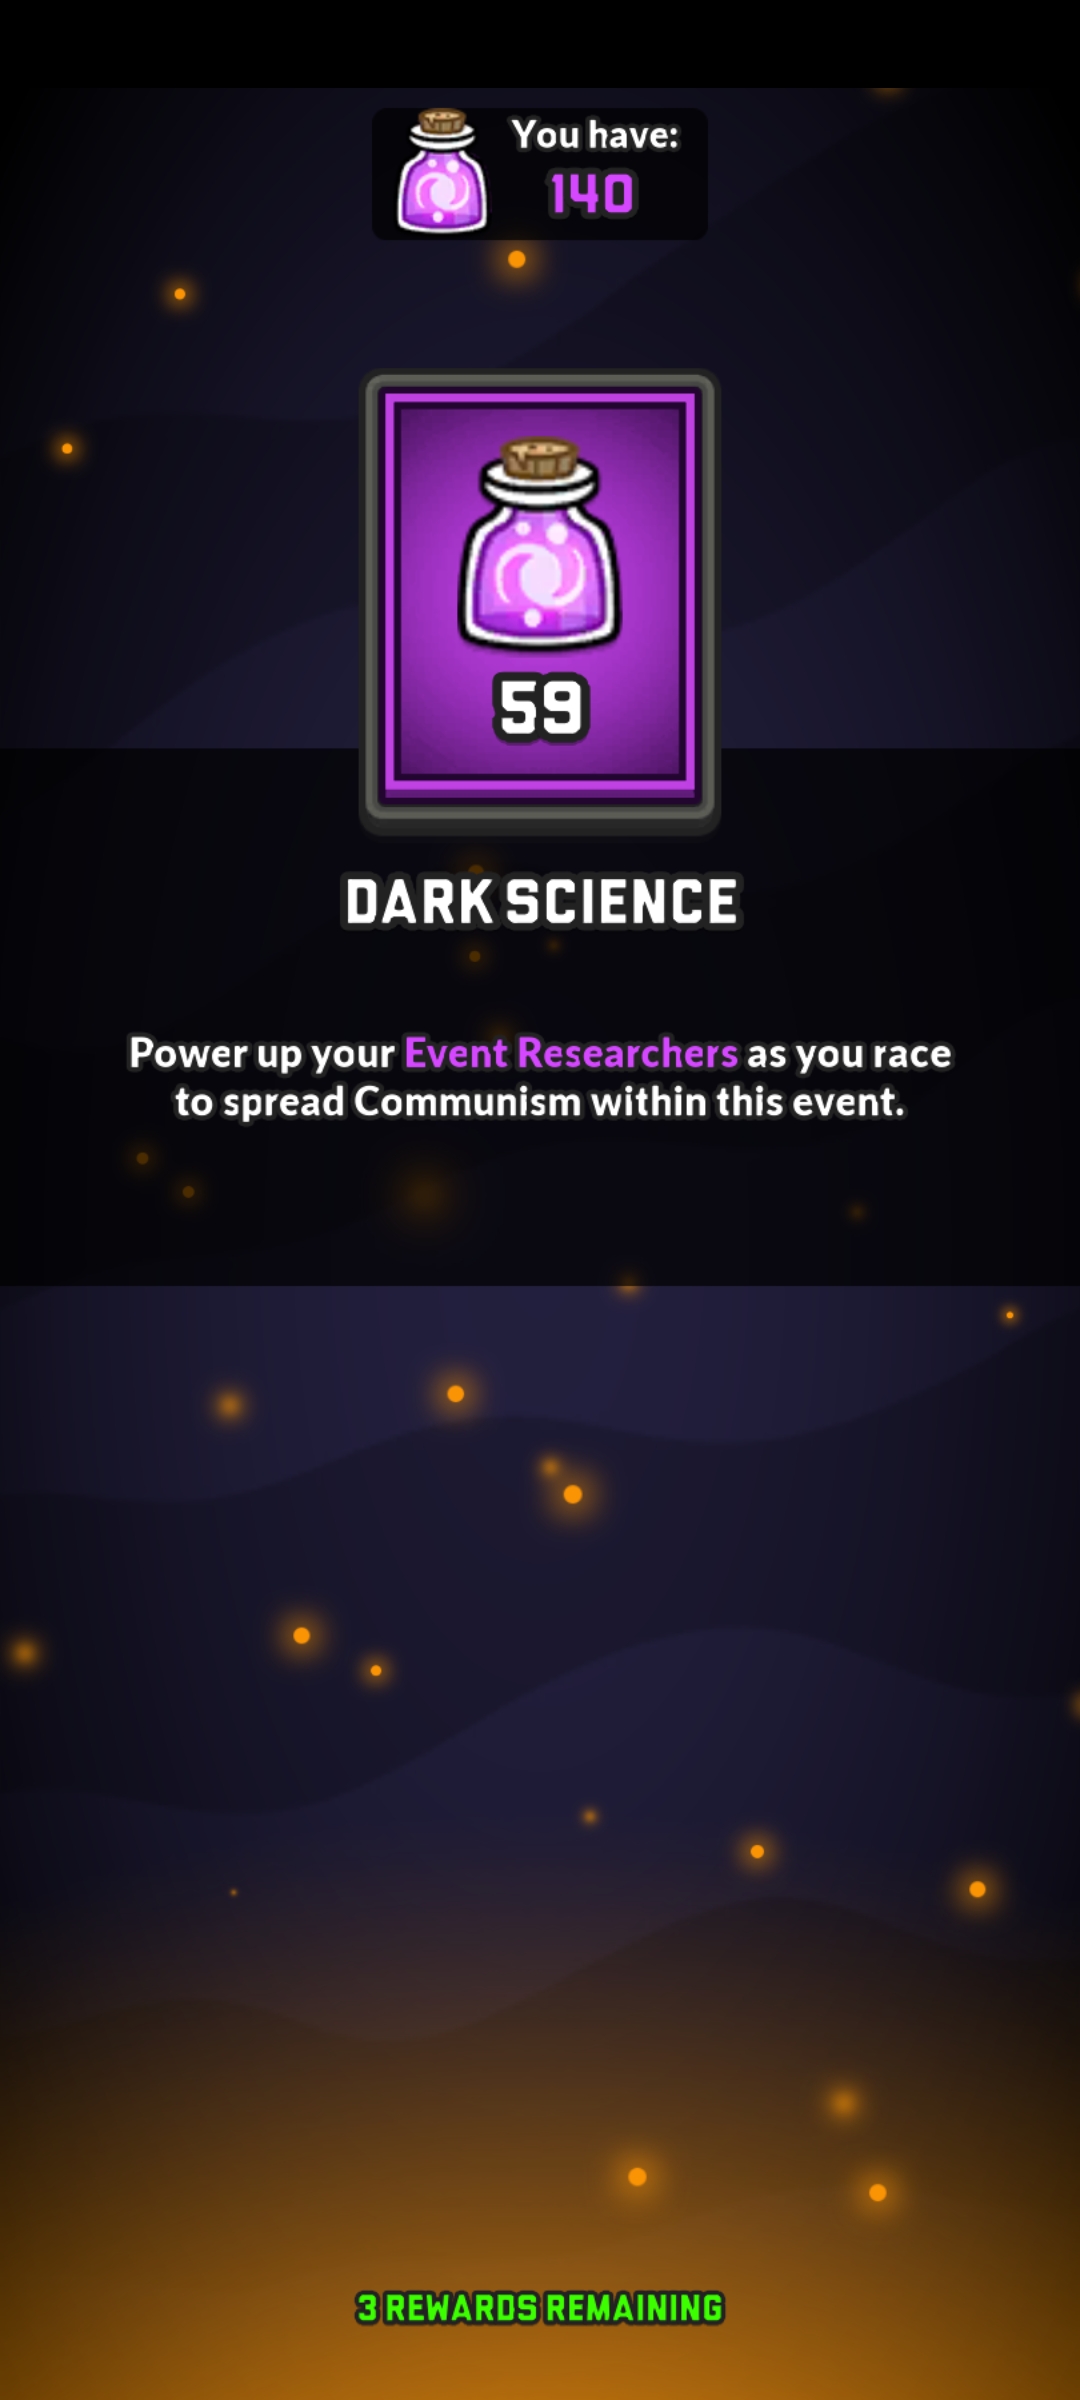 You have:
140
59
DARK SCIENCE
Power up your Event Researchers as you race
to spread Communism within this event.
3 REWARDS REMAINING